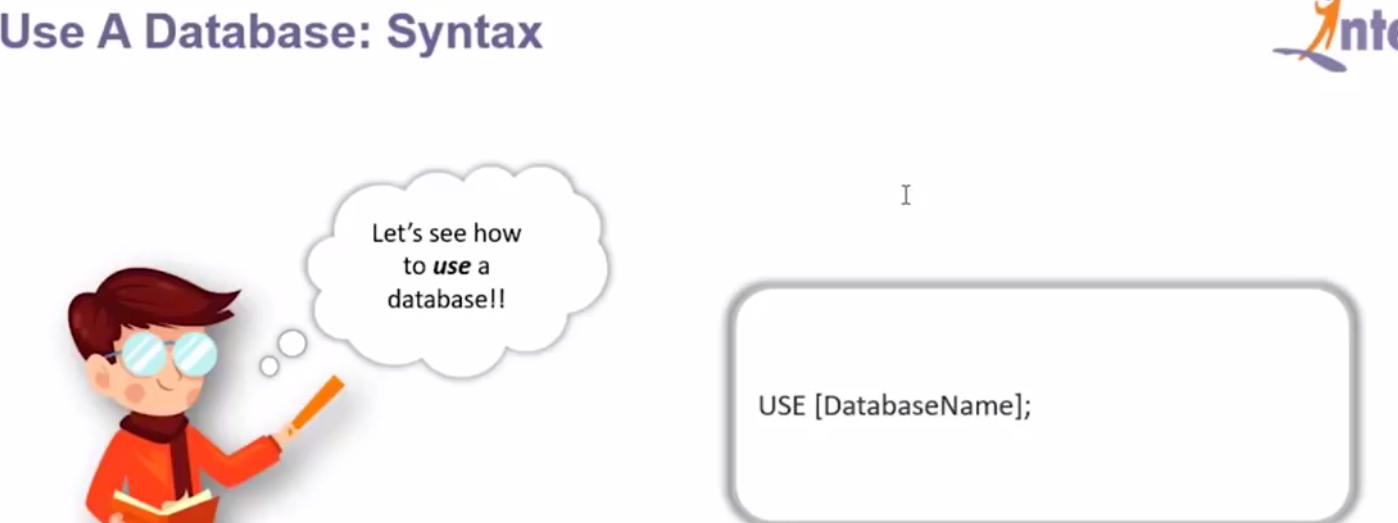 Use A Database: Syntax
Let's see how
to use a
database!!
USE [DatabaseName];